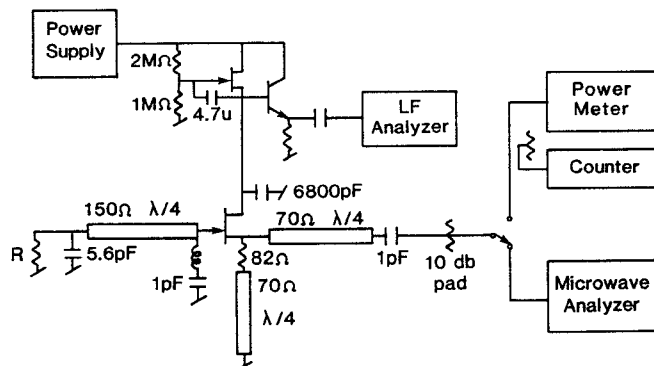 Power
Supply
2MΩ
1MΩ
4.7u
LF
Analyzer
Power
Meter
Counter
6800pF
150Ω λ/4
70Ω λ/4
R
5.6pF
1pF
82Ω
70Ω
λ/4
1pF
10 db
pad
Microwave
Analyzer